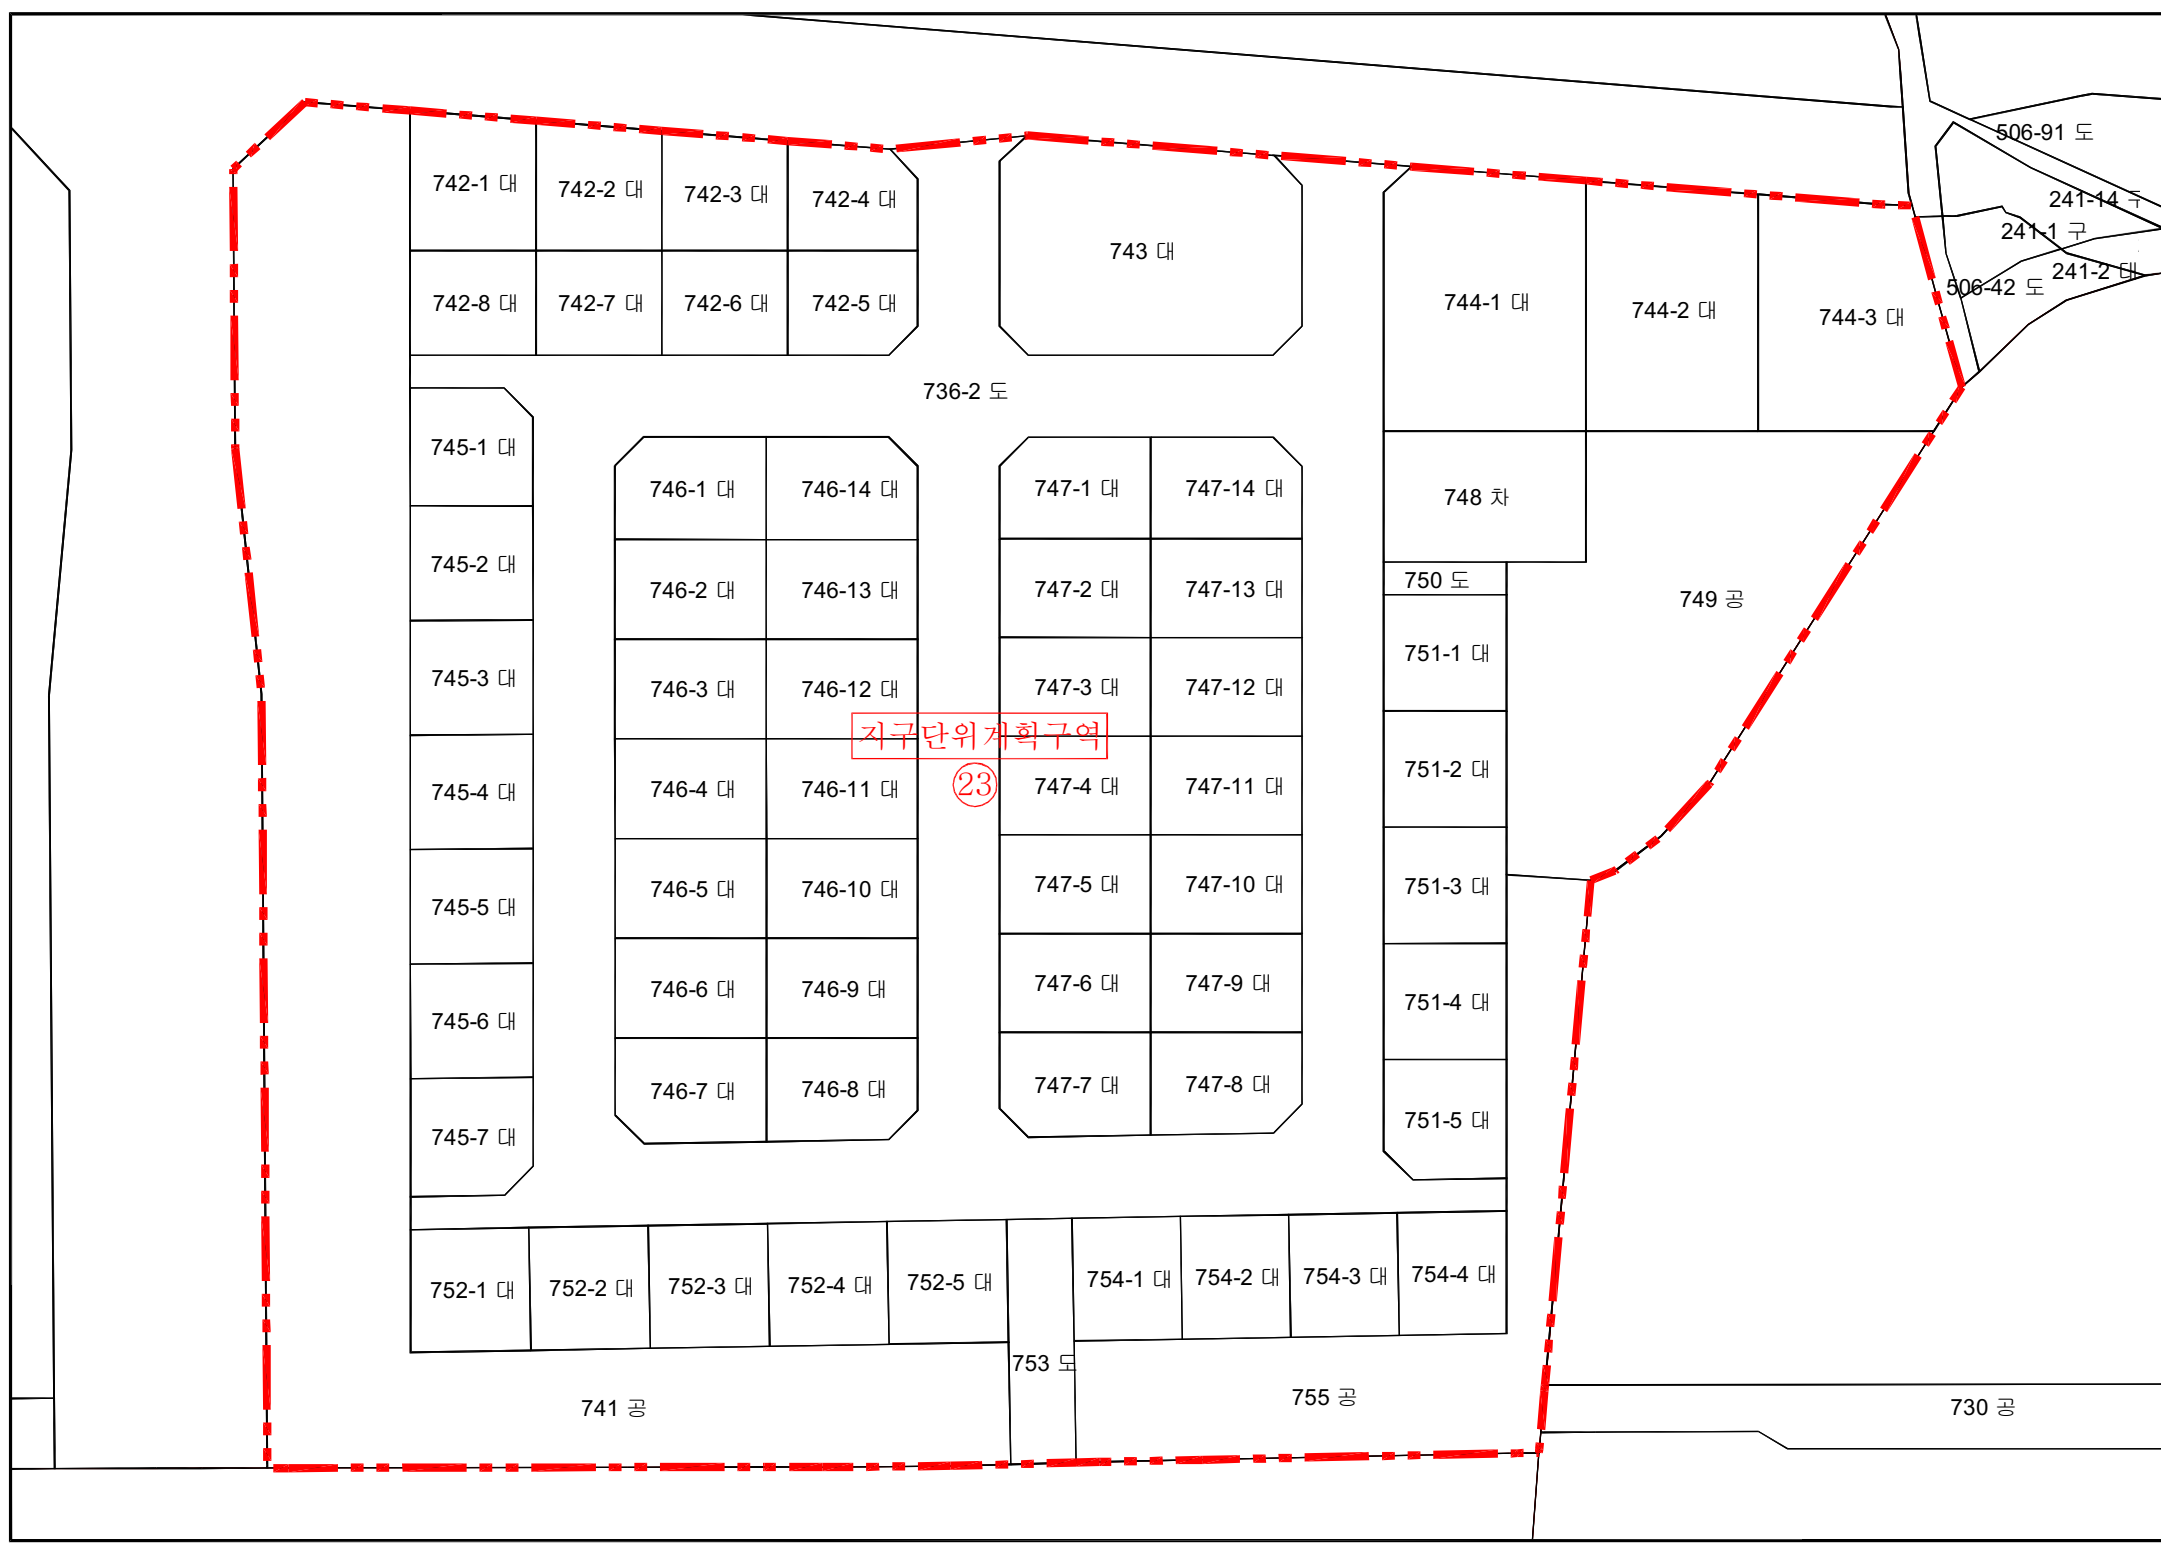 506-91 도
742-1 대
742-2 대
742-3 대
742-4 대
241-14 구
241-1 구
743 대
241-2 대
506-42 도
742-8 대
742-7 대
742-6 대
742-5 대
744-1 대
744-2 대
744-3 대
736-2 도
745-1 대
746-1 대
746-14 대
747-1 대
747-14 대
748 차
745-2 대
750 도
746-2 대
746-13 대
747-2 대
747-13 대
749 공
745-3 대
746-3 대
746-12 대
747-3 대
747-12 대
751-1 대
지구단위계획구역
23
745-4 대
746-4 대
746-11 대
747-4 대
747-11 대
751-2 대
745-5 대
746-5 대
746-10 대
747-5 대
747-10 대
751-3 대
745-6 대
746-6 대
746-9 대
747-6 대
747-9 대
751-4 대
745-7 대
746-7 대
746-8 대
747-7 대
747-8 대
751-5 대
752-1 대
752-2 대
752-3 대
752-4 대
752-5 대
754-1 대
754-2 대
754-3 대
754-4 대
753 도
741 공
755 공
730 공